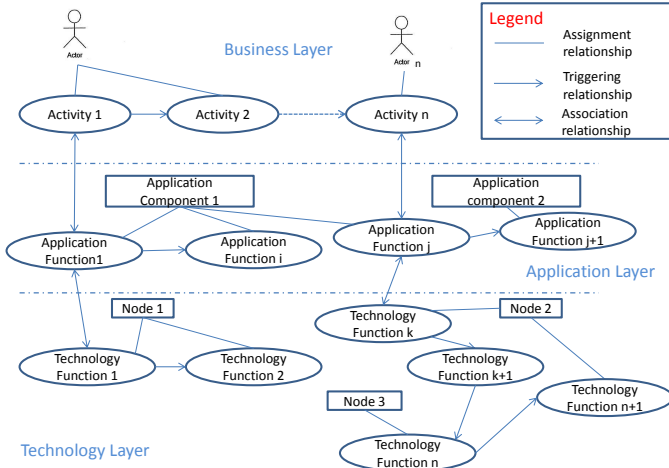 Legend
Assignment
relationship
Triggering
relationship
Association
relationship
Actor
Business Layer
Actor n
Activity 1
Activity 2
Activity n
Application
Component 1
Application
component 2
Application
Function1
Application
Function i
Application
Function j
Application
Function j+1
Application Layer
Node 1
Technology
Function k
Node 2
Technology
Function 1
Technology
Function 2
Technology
Function k+1
Technology
Function n+1
Node 3
Technology
Function n
Technology Layer